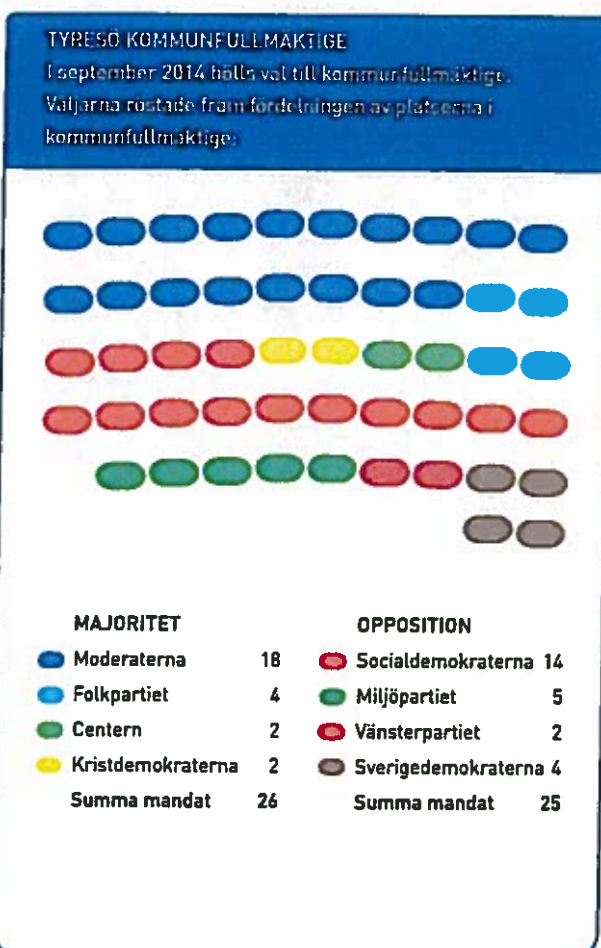 TYRESÖ KOMMUNFULLMÄKTIGE
I september 2014 hölls val till kommunfullmäktige.
Väljarna röstade fram fördelningen av platserna i
kommunfullmäktige:
MAJORITET
Moderaterna 18
Folkpartiet 4
Centern 2
Kristdemokraterna 2
Summa mandat 26
OPPOSITION
Socialdemokraterna 14
Miljöpartiet 5
Vänsterpartiet 2
Sverigedemokraterna 4
Summa mandat 25